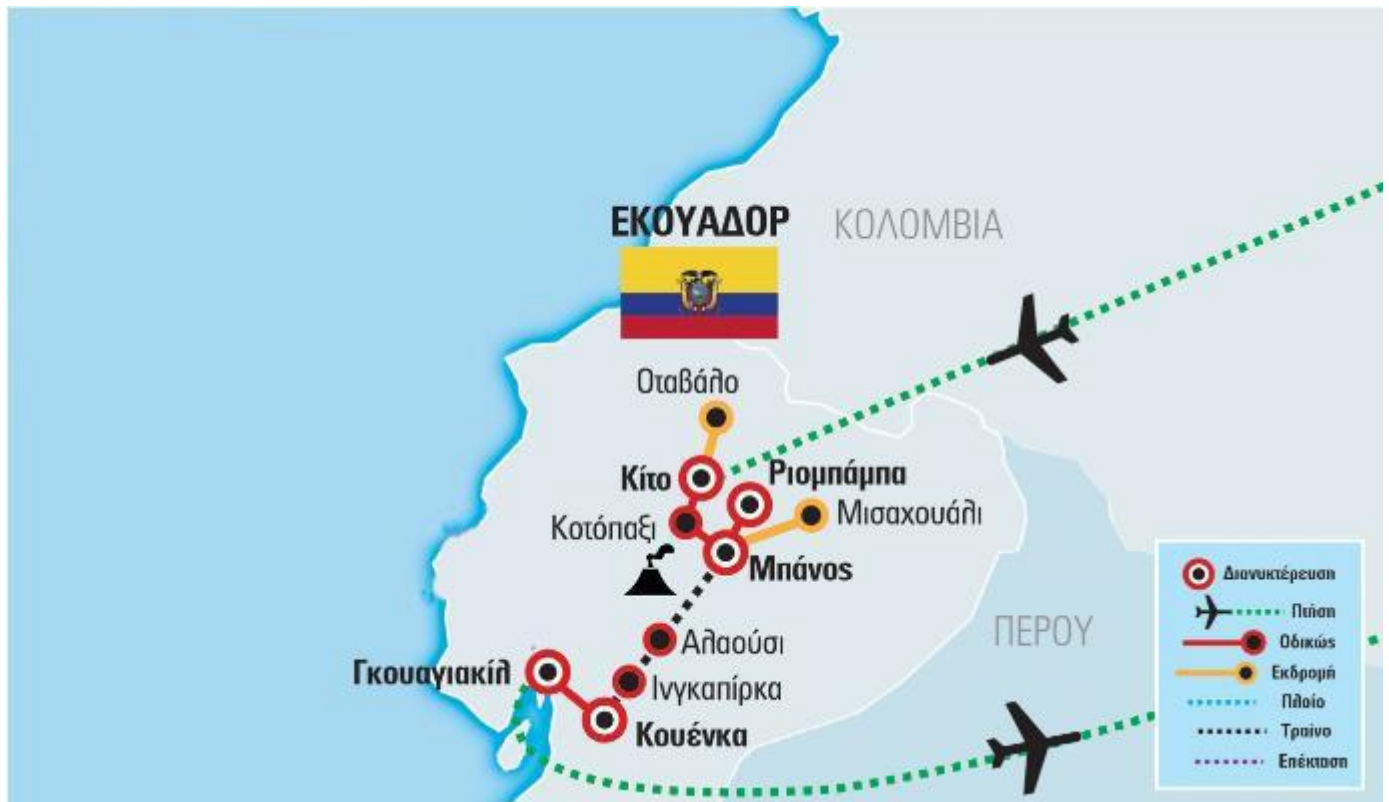 ΕΚΟΥΑΔΟΡ
ΚΟΛΟΜΒΙΑ
Οταβάλο
Κίτο
Ριομπάμπα
Κοτόπαξι
Μισαχουάλι
Μπάνος
ΠΕΡΟΥ
Αλαούσι
Γκουαγιακίλ
Ινγκαπίρκα
Κουένκα
Διανυκτέρευση
Πτήση
Οδικώς
Εκδρομή
Πλοίο
Τραίνο
Επέκταση